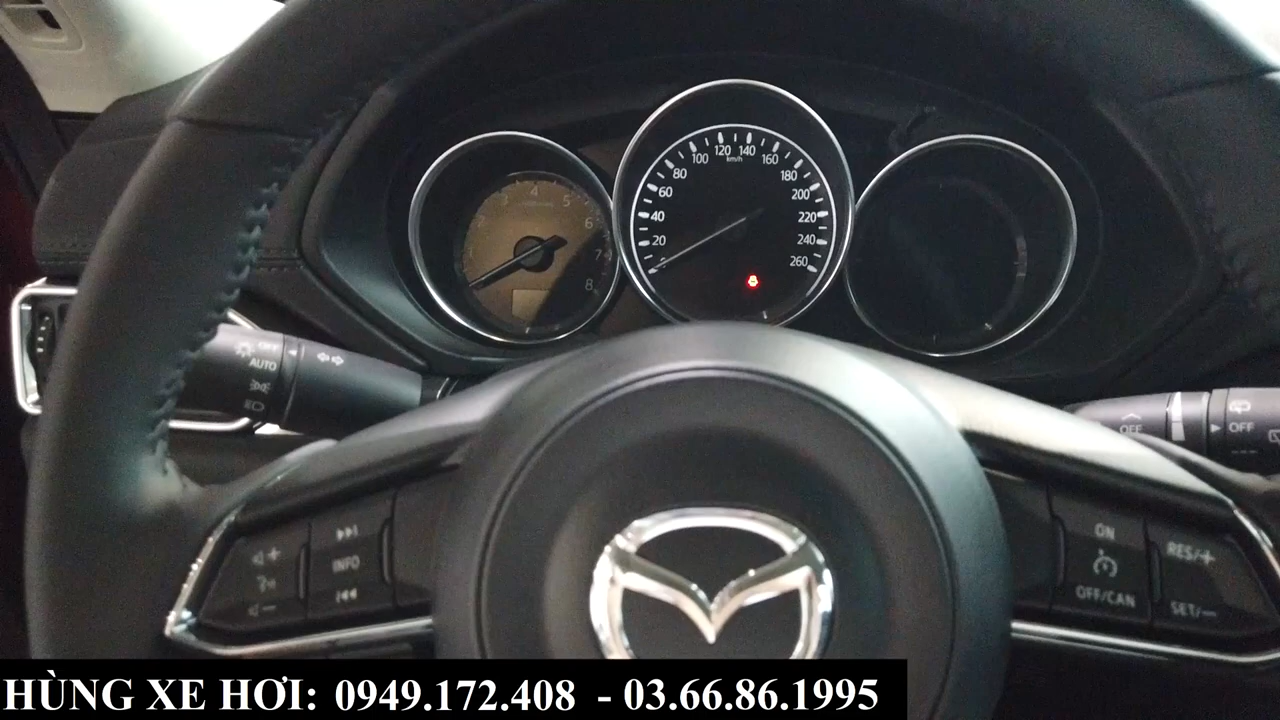 4
3
5
2
6
7
8
120 140
100
160
km/h
80
180
60
200
40
220
20
240
260
OFF
AUTO
OFF
OFF
INFO
ON
RES/+
OFF/CAN
SET/—
HÙNG XE HƠI: 0949.172.408 - 03.66.86.1995